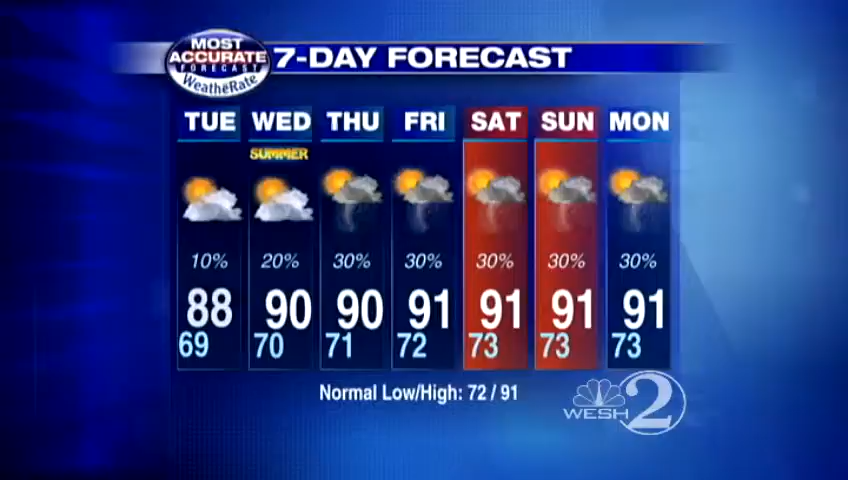 MOST
ACCURATE
FORECAST
WeatheRate
7-DAY FORECAST
TUE WED THU FRI SAT SUN MON
SUMMER
10% 20% 30% 30% 30% 30% 30%
88 90 90 91 91 91 91
69 70 71 72 73 73 73
Normal Low/High: 72 / 91
WESH 2